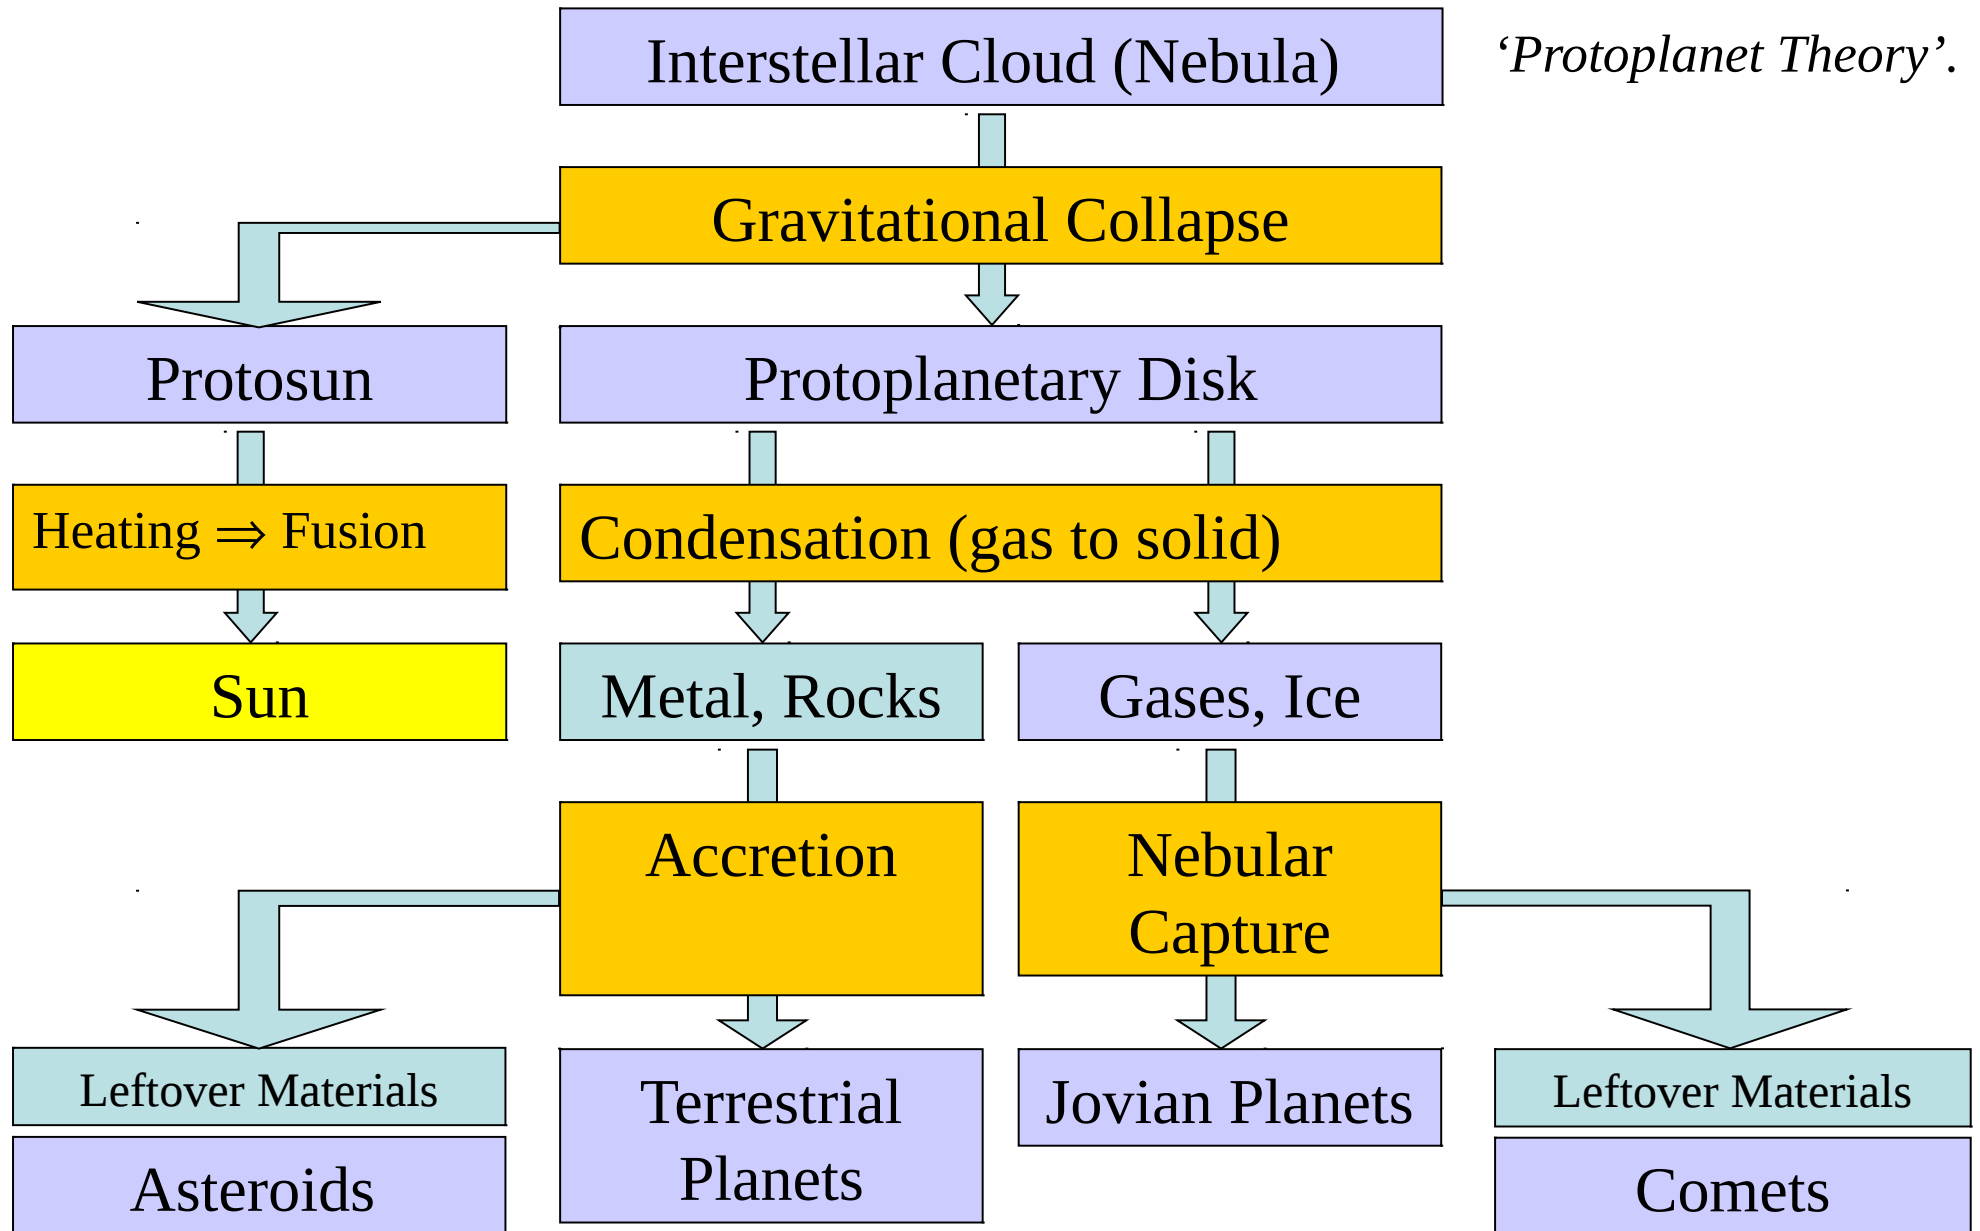 Interstellar Cloud (Nebula)
‘Protoplanet Theory’.
Gravitational Collapse
Protosun
Protoplanetary Disk
Heating ⇒ Fusion
Condensation (gas to solid)
Sun
Metal, Rocks
Gases, Ice
Accretion
Nebular
Capture
Leftover Materials
Asteroids
Terrestrial
Planets
Jovian Planets
Leftover Materials
Comets